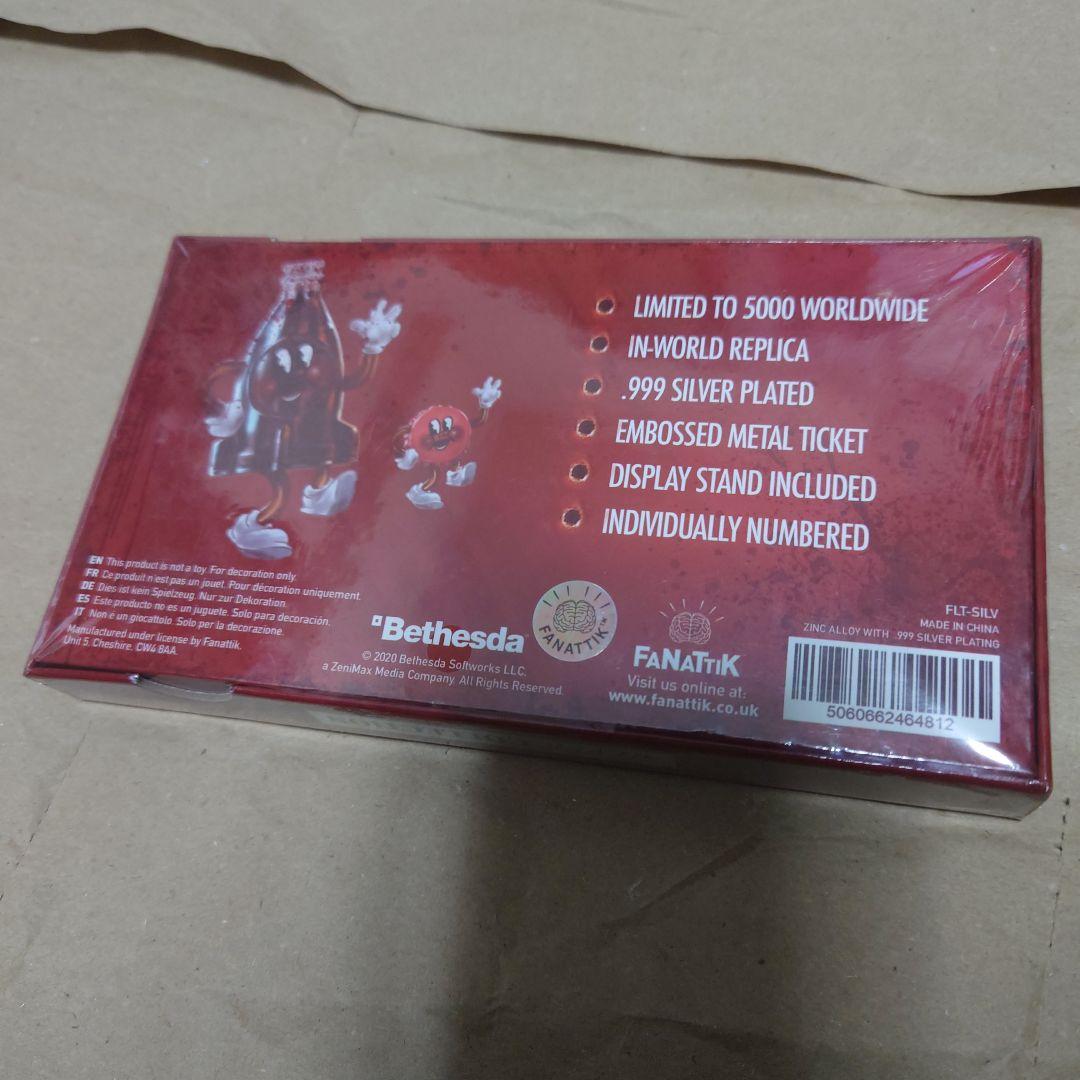 LIMITED TO 5000 WORLDWIDE
IN-WORLD REPLICA
.999 SILVER PLATED
EMBOSSED METAL TICKET
DISPLAY STAND INCLUDED
INDIVIDUALLY NUMBERED
EN This product is not a toy. For decoration only.
FR Ce produit n'est pas un jouet. Pour décoration uniquement.
DE Dies ist kein Spielzeug. Nur zur Dekoration.
ES Este producto no es un juguete. Solo para decoración.
IT Non è un giocattolo. Solo per la decorazione.
Manufactured under license by Fanattik.
Unit 5, Cheshire, CW4 8AA.
Bethesda
© 2020 Bethesda Softworks LLC.
a ZeniMax Media Company. All Rights Reserved.
FANATTIK™
FANATTIK
Visit us online at:
www.fanattik.co.uk
FLT-SILV
MADE IN CHINA
ZINC ALLOY WITH .999 SILVER PLATING
5060662464812